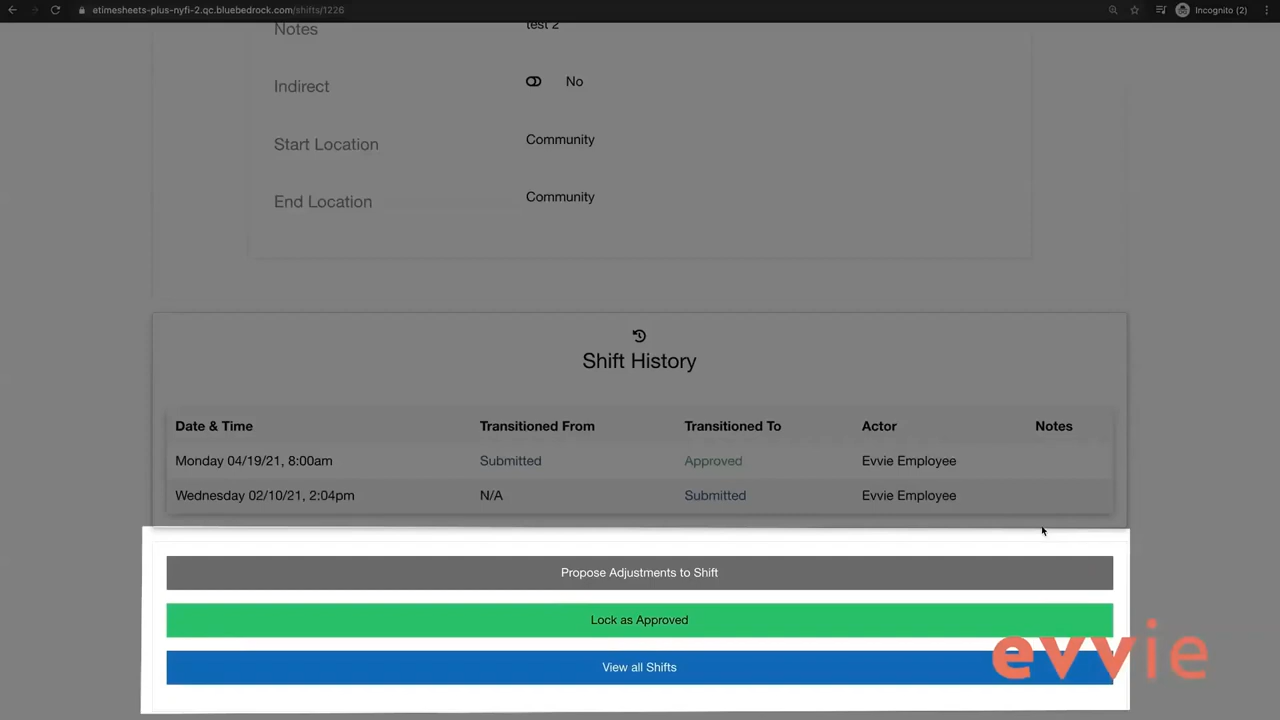 etimesheets-plus-nyfi-2.qc.bluebedrock.com/shifts/1226
Incognito (2)
Notes test 2
Indirect No
Start Location Community
End Location Community
Shift History
Date & Time Transitioned From Transitioned To Actor Notes
Monday 04/19/21, 8:00am Submitted Approved Evvie Employee
Wednesday 02/10/21, 2:04pm N/A Submitted Evvie Employee
Propose Adjustments to Shift
Lock as Approved
View all Shifts
evvie